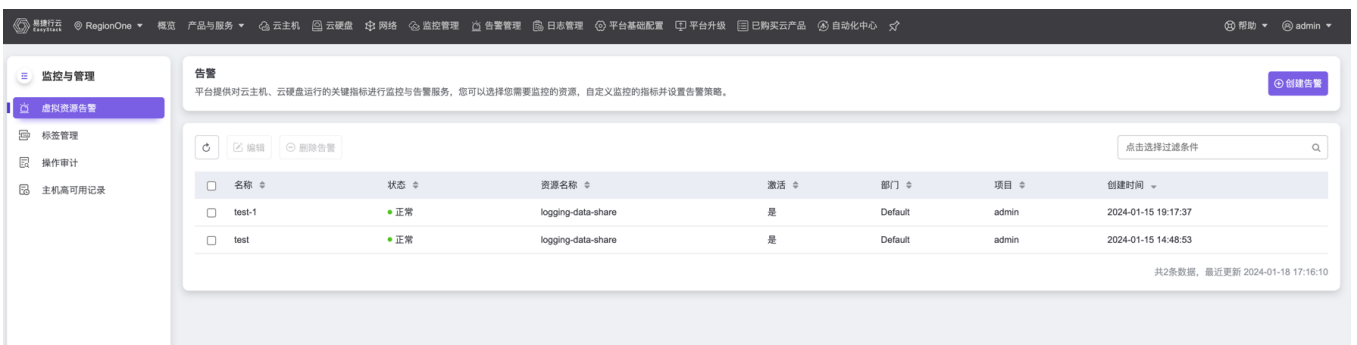 易捷行云 EasyStack RegionOne 概览 产品与服务 云主机 云硬盘 网络 监控管理 告警管理 日志管理 平台基础配置 平台升级 已购买云产品 自动化中心 帮助 admin
监控与管理
虚拟资源告警
标签管理
操作审计
主机高可用记录
告警
平台提供对云主机、云硬盘运行的关键指标进行监控与告警服务，您可以选择您需要监控的资源，自定义监控的指标并设置告警策略。
创建告警
编辑 删除告警 点击选择过滤条件
名称 状态 资源名称 激活 部门 项目 创建时间
test-1 正常 logging-data-share 是 Default admin 2024-01-15 19:17:37
test 正常 logging-data-share 是 Default admin 2024-01-15 14:48:53
共2条数据，最近更新 2024-01-18 17:16:10